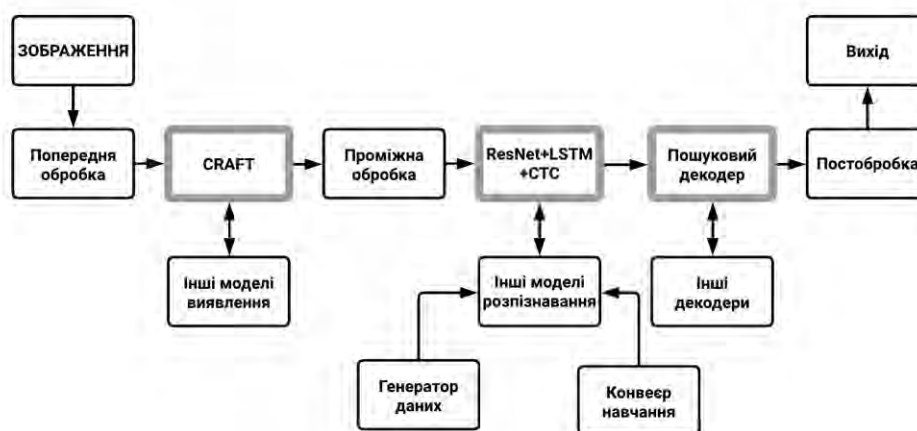 ЗОБРАЖЕННЯ
Вихід
Попередня
обробка
CRAFT
Проміжна
обробка
ResNet+LSTM
+CTC
Пошуковий
декодер
Постобробка
Інші моделі
виявлення
Інші моделі
розпізнавання
Інші
декодери
Генератор
даних
Конвеєр
навчання